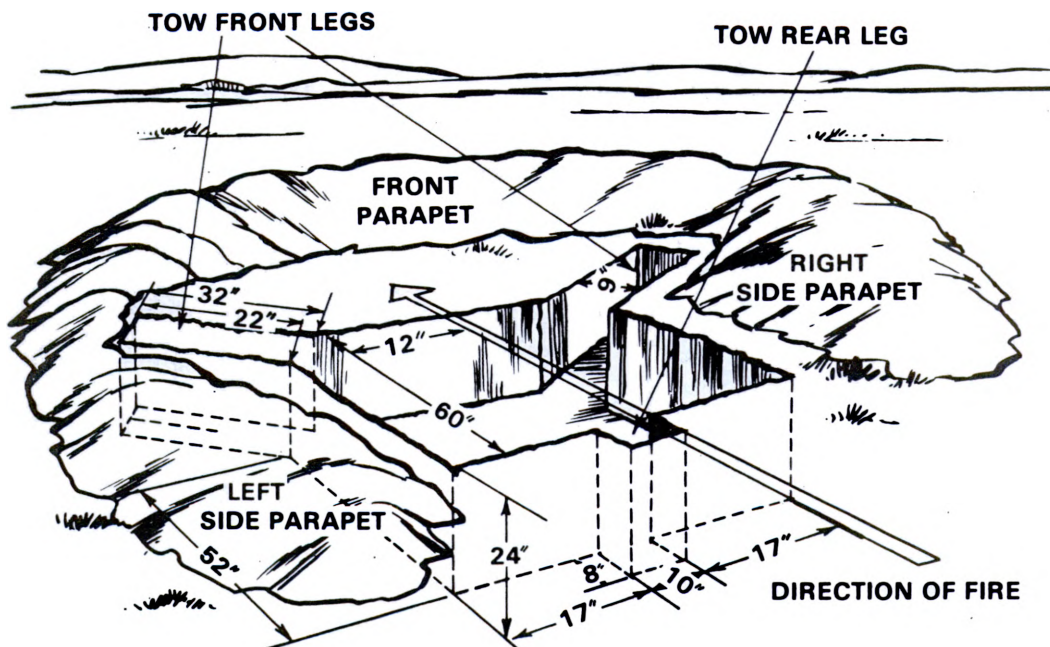 TOW FRONT LEGS
TOW REAR LEG
FRONT
PARAPET
RIGHT
SIDE PARAPET
32"
22"
9"
12"
60"
LEFT
SIDE PARAPET
52"
24"
8"
10"
17"
17"
DIRECTION OF FIRE